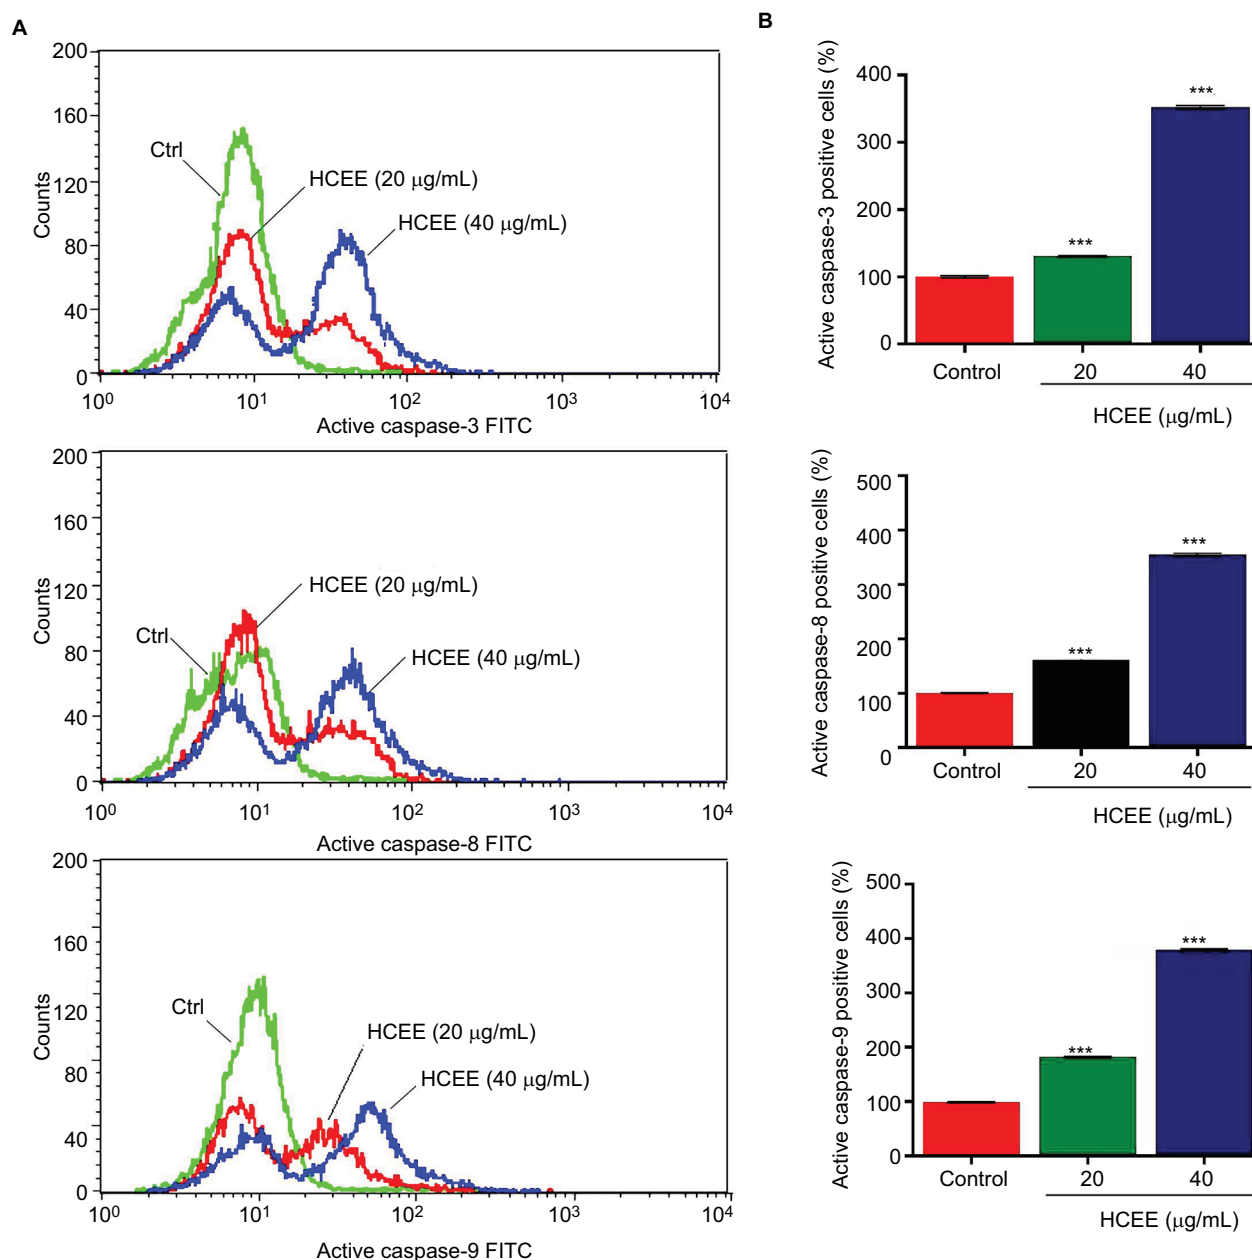 A
200
160
120
80
40
0
Counts
Ctrl
HCEE (20 μg/mL)
HCEE (40 μg/mL)
10⁰ 10¹ 10² 10³ 10⁴
Active caspase-3 FITC
200
160
120
80
40
0
Counts
HCEE (20 μg/mL)
Ctrl
HCEE (40 μg/mL)
10⁰ 10¹ 10² 10³ 10⁴
Active caspase-8 FITC
200
160
120
80
40
0
Counts
Ctrl
HCEE (20 μg/mL)
HCEE (40 μg/mL)
10⁰ 10¹ 10² 10³ 10⁴
Active caspase-9 FITC
B
Active caspase-3 positive cells (%)
400
300
200
100
0
***
***
Control 20 40
HCEE (μg/mL)
Active caspase-8 positive cells (%)
500
400
300
200
100
0
***
***
Control 20 40
HCEE (μg/mL)
Active caspase-9 positive cells (%)
500
400
300
200
100
0
***
***
Control 20 40
HCEE (μg/mL)